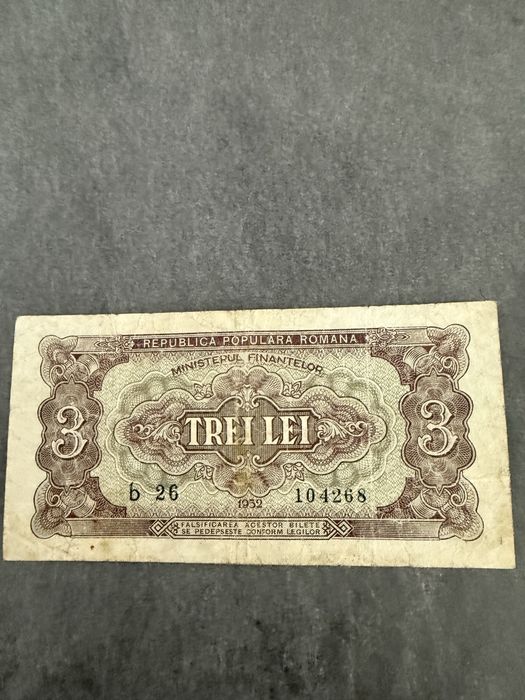 REPUBLICA POPULARA ROMANA
MINISTERUL FINANTELOR
3 TREI LEI 3
b 26 104268
1952
FALSIFICAREA ACESTOR BILETE
SE PEDEPSESTE CONFORM LEGILOR